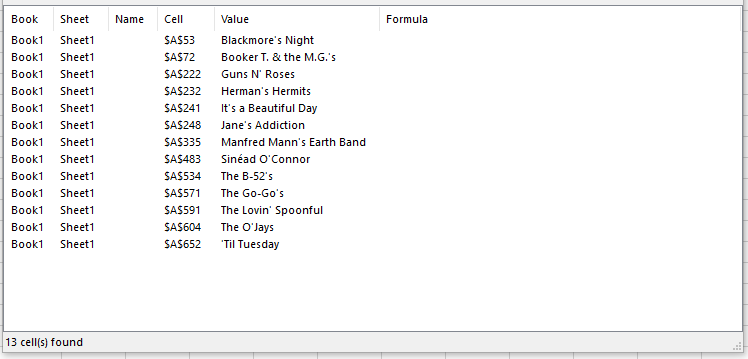 Book Sheet Name Cell Value Formula
Book1 Sheet1 $A$53 Blackmore's Night
Book1 Sheet1 $A$72 Booker T. & the M.G.'s
Book1 Sheet1 $A$222 Guns N' Roses
Book1 Sheet1 $A$232 Herman's Hermits
Book1 Sheet1 $A$241 It's a Beautiful Day
Book1 Sheet1 $A$248 Jane's Addiction
Book1 Sheet1 $A$335 Manfred Mann's Earth Band
Book1 Sheet1 $A$483 Sinéad O'Connor
Book1 Sheet1 $A$534 The B-52's
Book1 Sheet1 $A$571 The Go-Go's
Book1 Sheet1 $A$591 The Lovin' Spoonful
Book1 Sheet1 $A$604 The O'Jays
Book1 Sheet1 $A$652 'Til Tuesday
13 cell(s) found